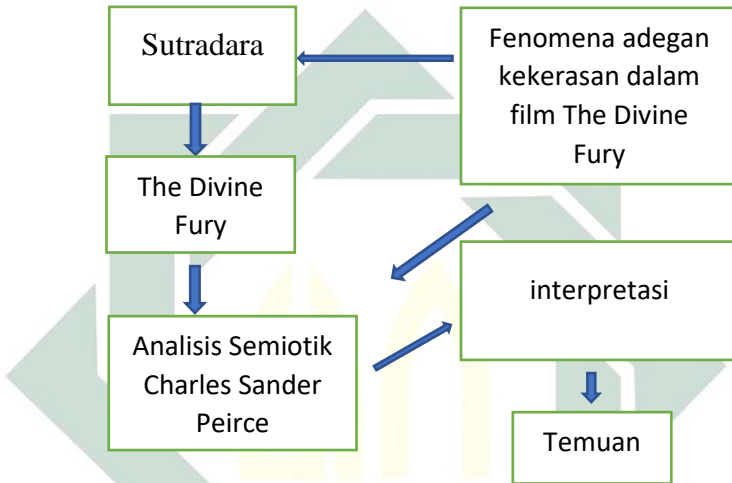 Sutradara
Fenomena adegan
kekerasan dalam
film The Divine
Fury
The Divine
Fury
interpretasi
Analisis Semiotik
Charles Sander
Peirce
Temuan